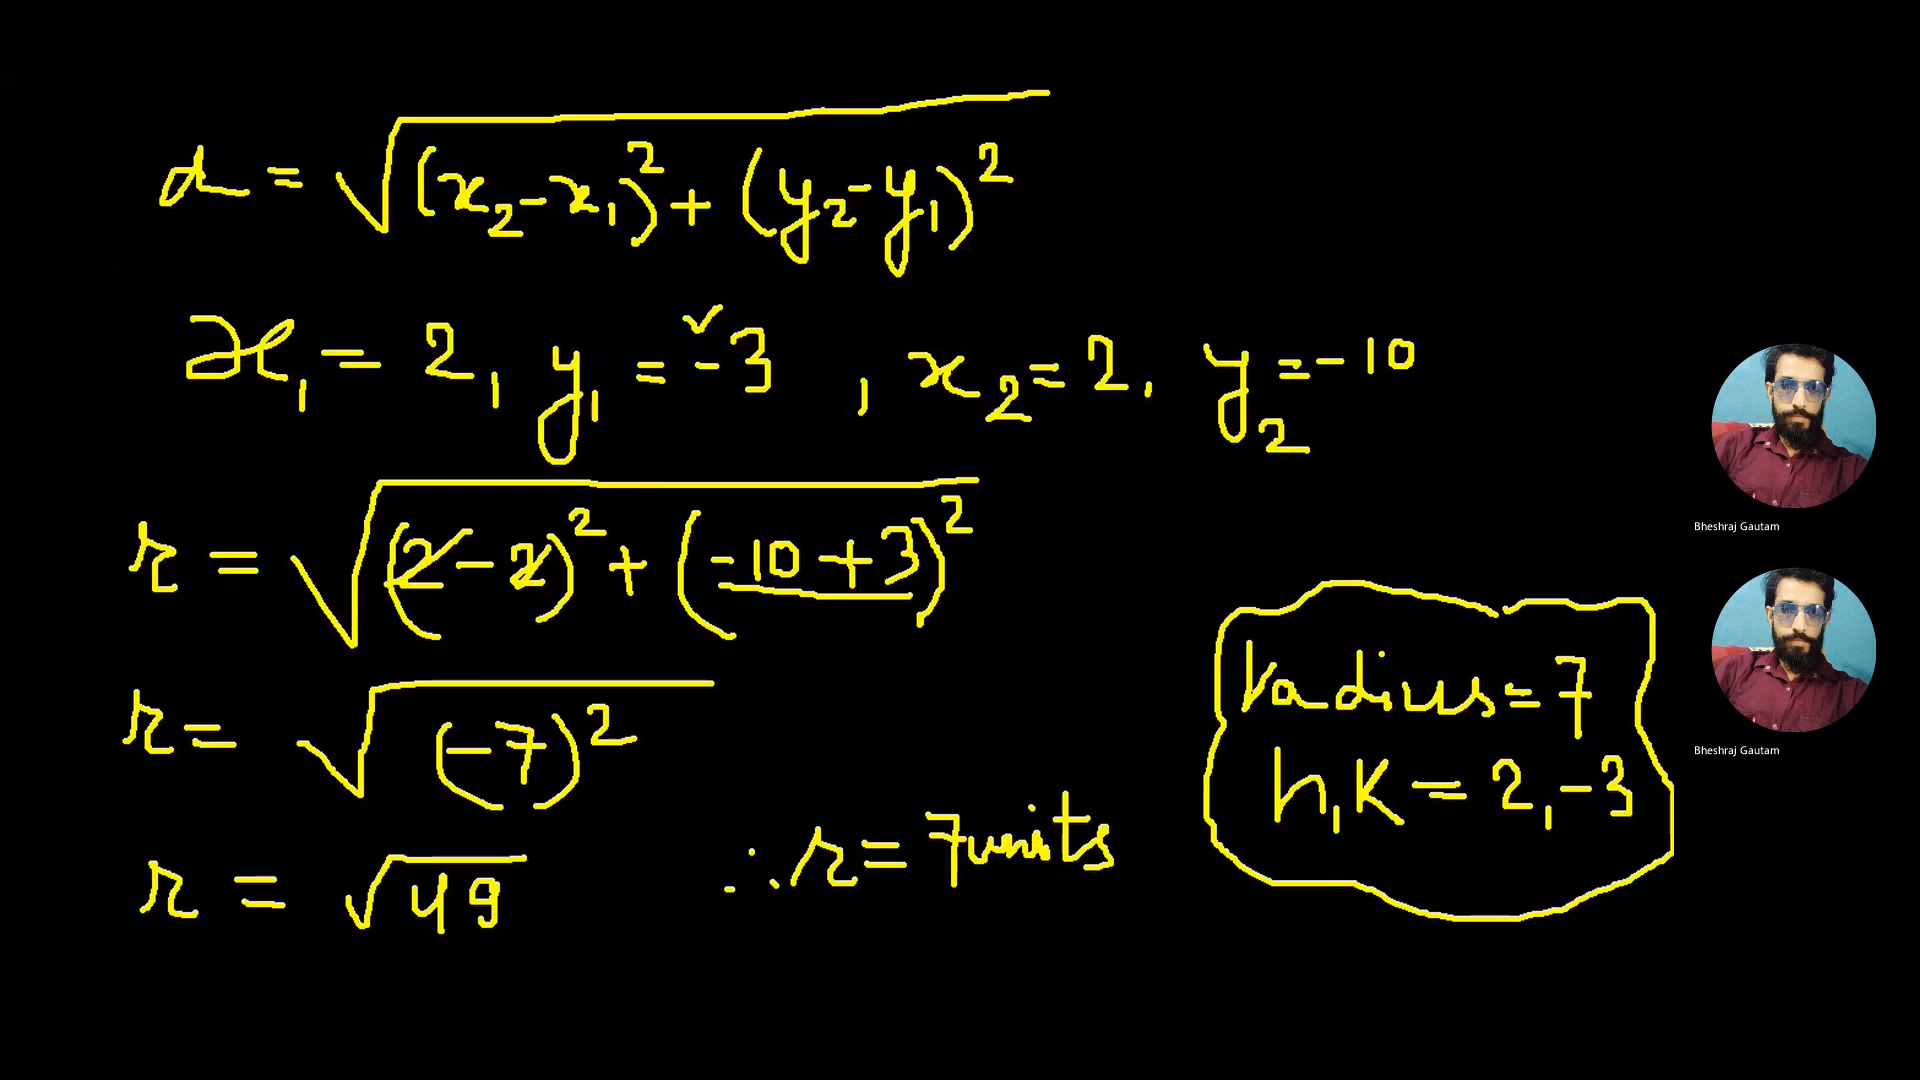 d = √(x₂-x₁)² + (y₂-y₁)²
x₁ = 2, y₁ = -3 , x₂ = 2, y₂ = -10
r = √(2-2)² + (-10+3)²
r = √(-7)²
r = √49
∴ r = 7units
radius = 7
h,k = 2,-3
Bheshraj Gautam
Bheshraj Gautam